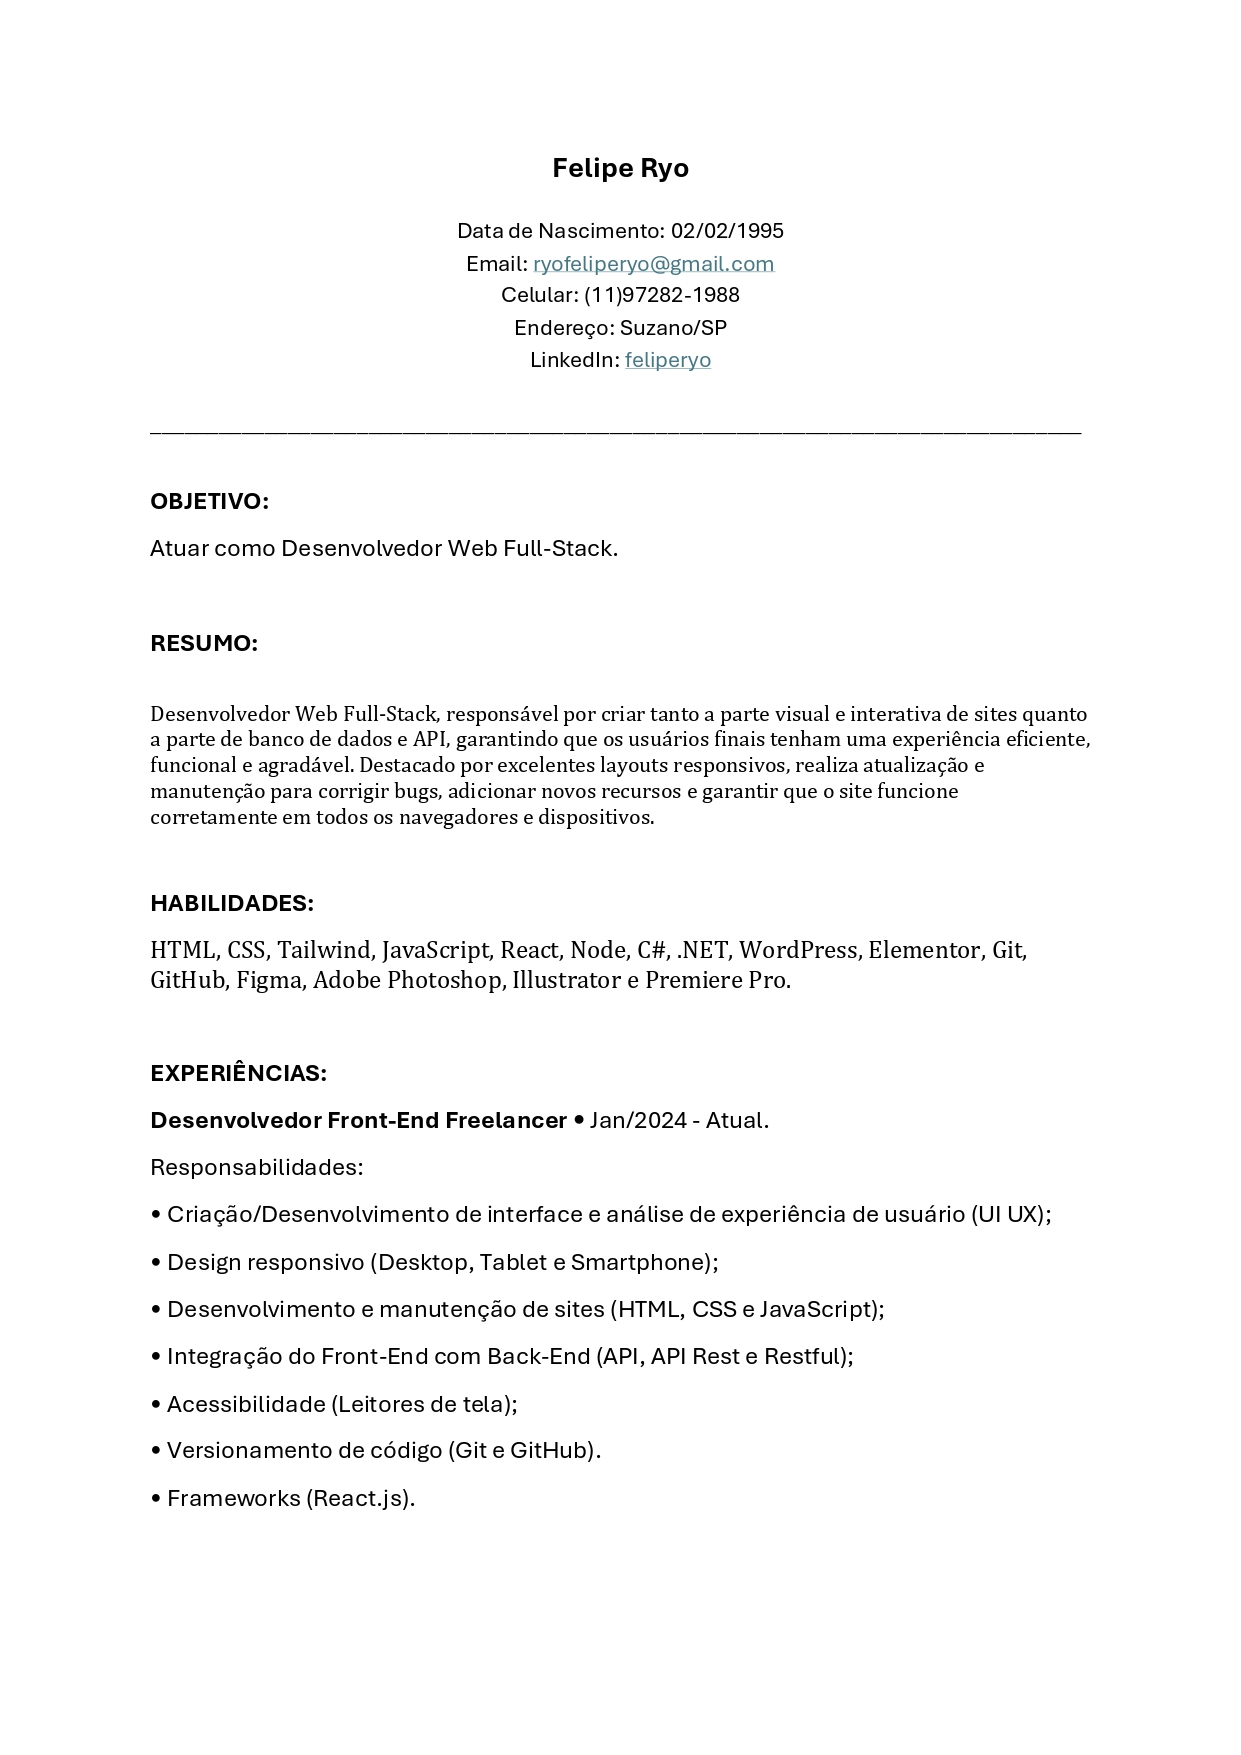 Felipe Ryo
Data de Nascimento: 02/02/1995
Email: ryofeliperyo@gmail.com
Celular: (11)97282-1988
Endereço: Suzano/SP
LinkedIn: feliperyo
OBJETIVO:
Atuar como Desenvolvedor Web Full-Stack.
RESUMO:
Desenvolvedor Web Full-Stack, responsável por criar tanto a parte visual e interativa de sites quanto
a parte de banco de dados e API, garantindo que os usuários finais tenham uma experiência eficiente,
funcional e agradável. Destacado por excelentes layouts responsivos, realiza atualização e
manutenção para corrigir bugs, adicionar novos recursos e garantir que o site funcione
corretamente em todos os navegadores e dispositivos.
HABILIDADES:
HTML, CSS, Tailwind, JavaScript, React, Node, C#, .NET, WordPress, Elementor, Git,
GitHub, Figma, Adobe Photoshop, Illustrator e Premiere Pro.
EXPERIÊNCIAS:
Desenvolvedor Front-End Freelancer • Jan/2024 - Atual.
Responsabilidades:
• Criação/Desenvolvimento de interface e análise de experiência de usuário (UI UX);
• Design responsivo (Desktop, Tablet e Smartphone);
• Desenvolvimento e manutenção de sites (HTML, CSS e JavaScript);
• Integração do Front-End com Back-End (API, API Rest e Restful);
• Acessibilidade (Leitores de tela);
• Versionamento de código (Git e GitHub).
• Frameworks (React.js).